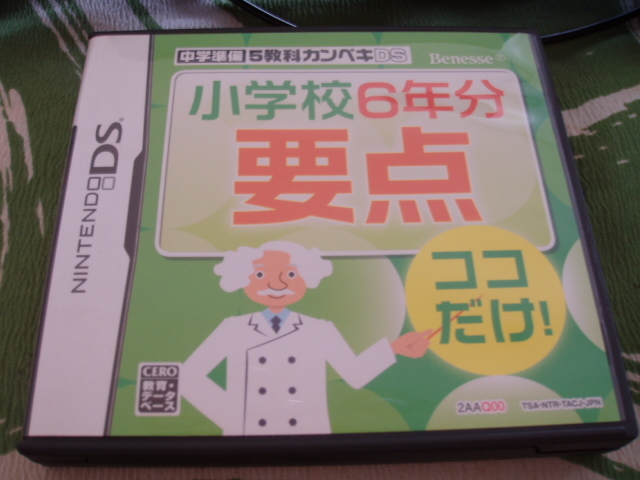 中学準備 5教科カンペキDS
Benesse®
小学校6年分
要点
ココ
だけ!
NINTENDO DS
CERO
教育・
データ
ベース
2AAQ00
TSA-NTR-TACJ-JPN